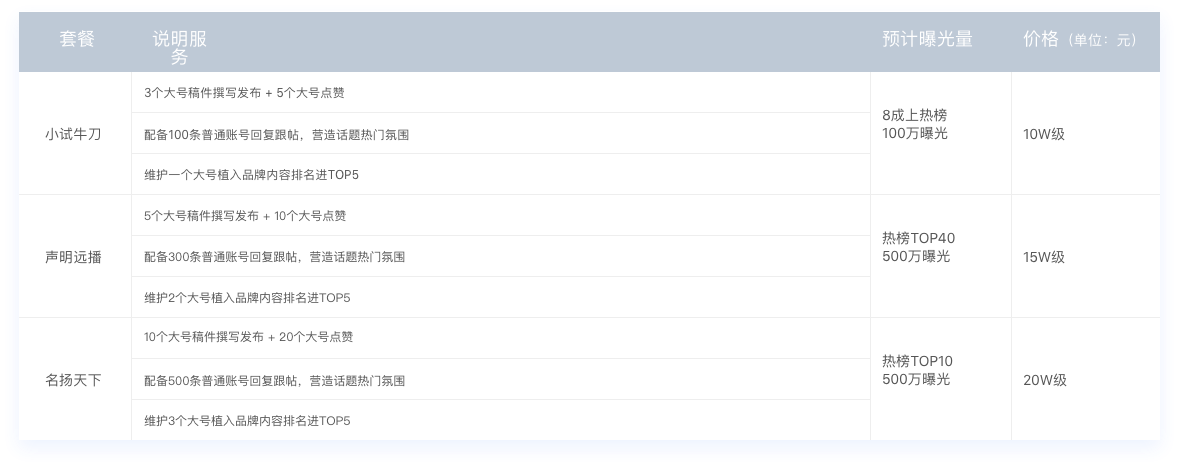 套餐
说明服
务
预计曝光量
价格（单位：元）
小试牛刀
3个大号稿件撰写发布 + 5个大号点赞
配备100条普通账号回复跟帖，营造话题热门氛围
维护一个大号植入品牌内容排名进TOP5
8成上热榜
100万曝光
10W级
声明远播
5个大号稿件撰写发布 + 10个大号点赞
配备300条普通账号回复跟帖，营造话题热门氛围
维护2个大号植入品牌内容排名进TOP5
热榜TOP40
500万曝光
15W级
名扬天下
10个大号稿件撰写发布 + 20个大号点赞
配备500条普通账号回复跟帖，营造话题热门氛围
维护3个大号植入品牌内容排名进TOP5
热榜TOP10
500万曝光
20W级